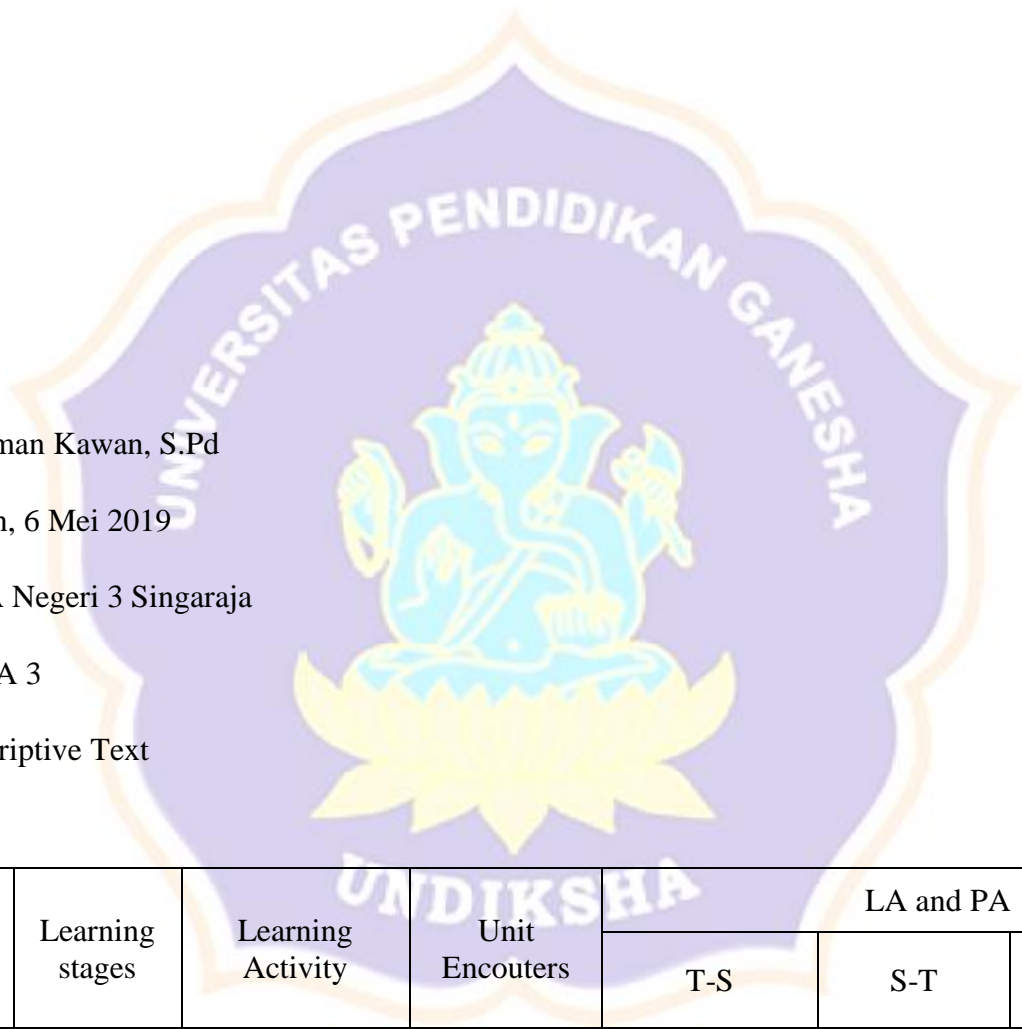 UNIVERSITAS PENDIDIKAN GANESHA
man Kawan, S.Pd
, 6 Mei 2019
Negeri 3 Singaraja
A 3
riptive Text
UNDIKSHA
Learning stages
Learning Activity
Unit Encouters
LA and PA
T-S
S-T